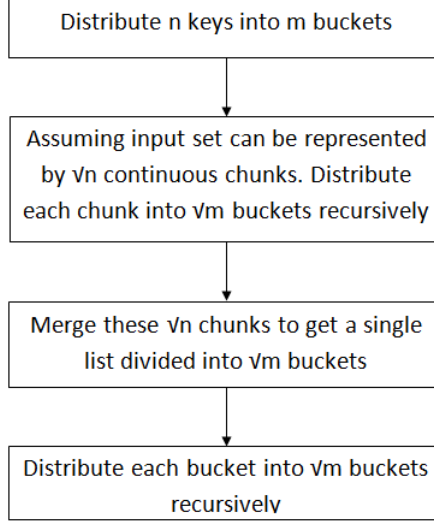 Distribute n keys into m buckets
Assuming input set can be represented
by √n continuous chunks. Distribute
each chunk into √m buckets recursively
Merge these √n chunks to get a single
list divided into √m buckets
Distribute each bucket into √m buckets
recursively